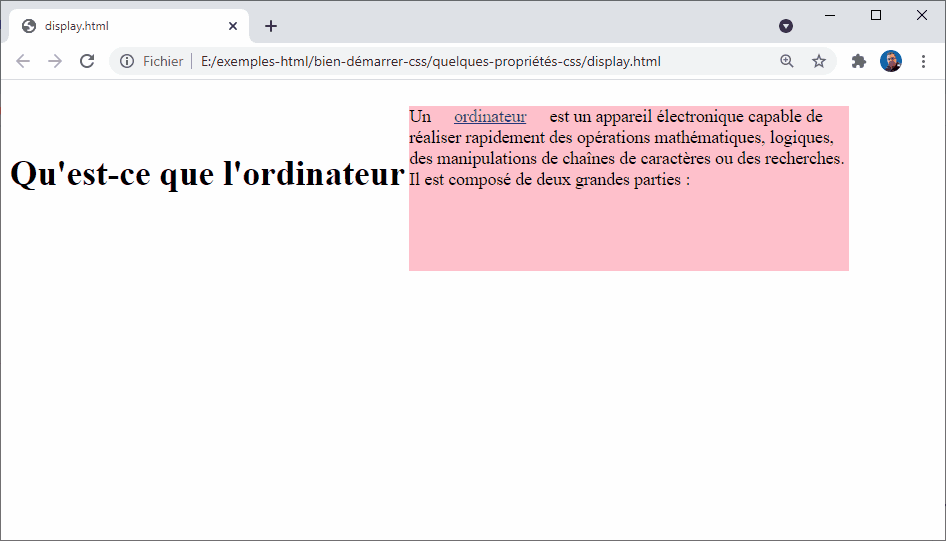 display.html
Fichier
E:/exemples-html/bien-démarrer-css/quelques-propriétés-css/display.html
Qu'est-ce que l'ordinateur
Un ordinateur est un appareil électronique capable de
réaliser rapidement des opérations mathématiques, logiques,
des manipulations de chaînes de caractères ou des recherches.
Il est composé de deux grandes parties :